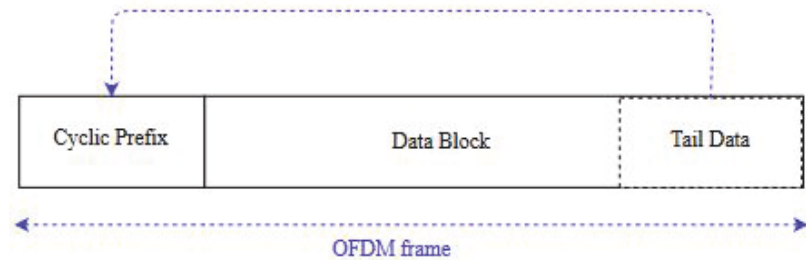 Cyclic Prefix
Data Block
Tail Data
OFDM frame